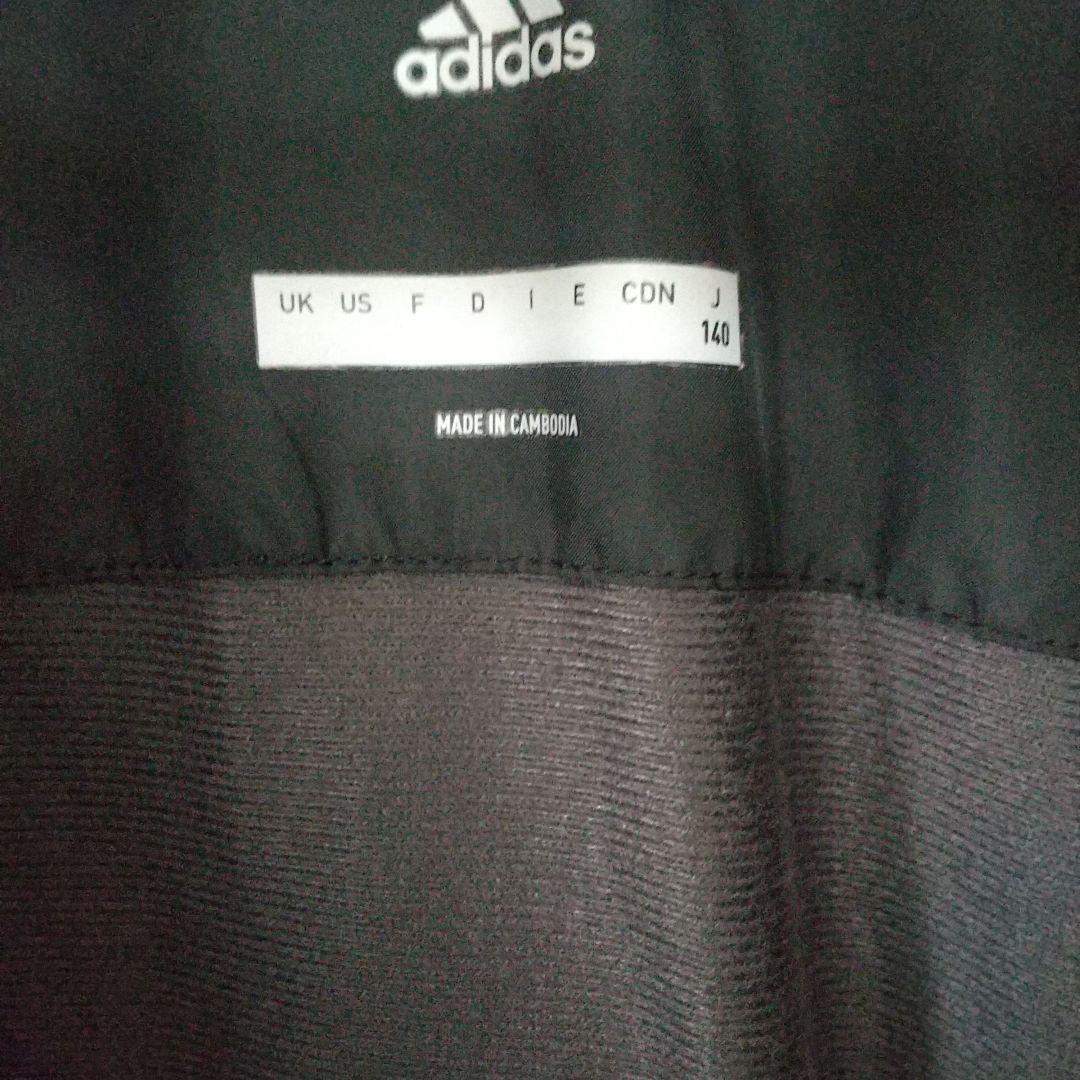 adidas
UK US F D I E CDN J
140
MADE IN CAMBODIA